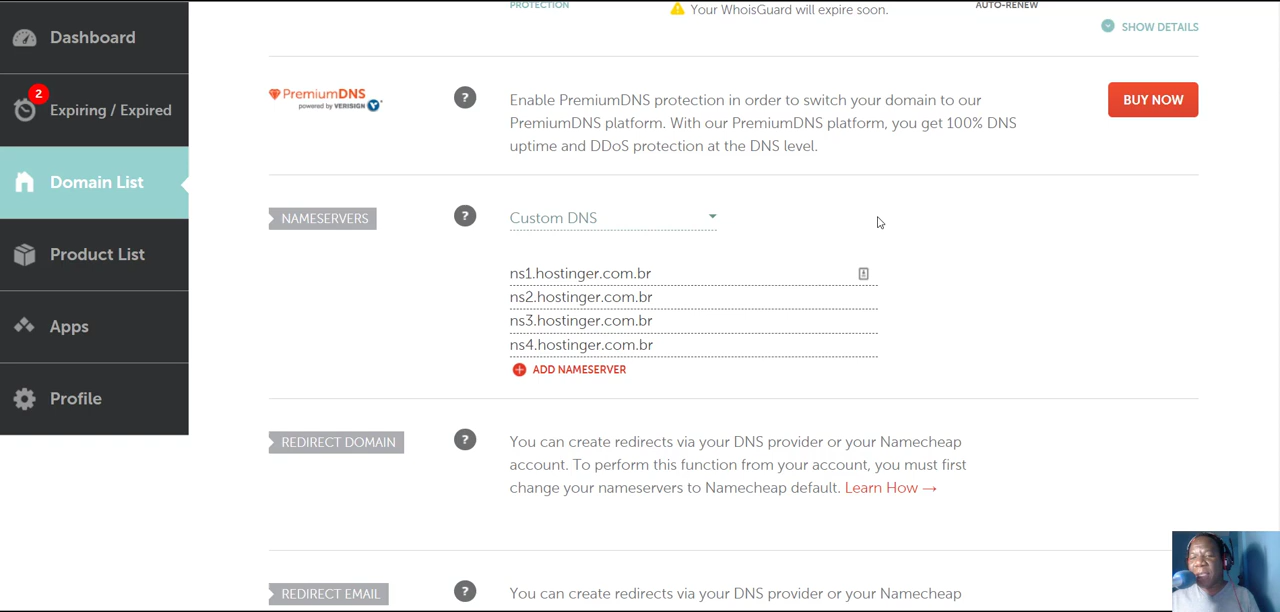 PROTECTION
Your WhoisGuard will expire soon.
AUTO-RENEW
SHOW DETAILS
Dashboard
2
Expiring / Expired
Domain List
Product List
Apps
Profile
PremiumDNS
powered by VERISIGN
?
Enable PremiumDNS protection in order to switch your domain to our
PremiumDNS platform. With our PremiumDNS platform, you get 100% DNS
uptime and DDoS protection at the DNS level.
BUY NOW
NAMESERVERS
?
Custom DNS
ns1.hostinger.com.br
ns2.hostinger.com.br
ns3.hostinger.com.br
ns4.hostinger.com.br
ADD NAMESERVER
REDIRECT DOMAIN
?
You can create redirects via your DNS provider or your Namecheap
account. To perform this function from your account, you must first
change your nameservers to Namecheap default. Learn How →
REDIRECT EMAIL
?
You can create redirects via your DNS provider or your Namecheap